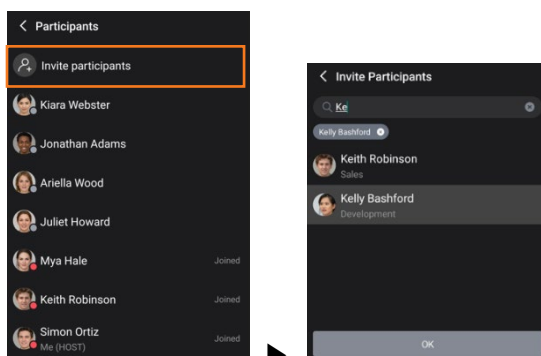 Participants
Invite participants
Kiara Webster
Jonathan Adams
Ariella Wood
Juliet Howard
Mya Hale Joined
Keith Robinson Joined
Simon Ortiz
Me (HOST) Joined
Invite Participants
Ke
Kelly Bashford
Keith Robinson
Sales
Kelly Bashford
Development
OK